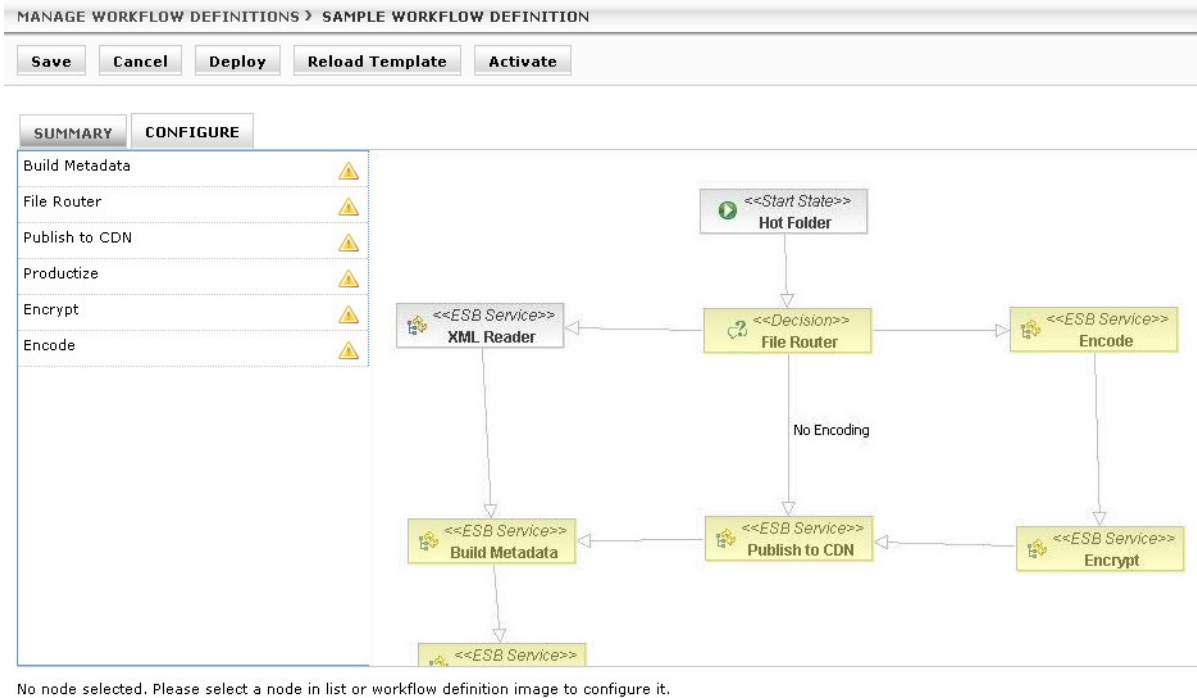 MANAGE WORKFLOW DEFINITIONS > SAMPLE WORKFLOW DEFINITION
Save Cancel Deploy Reload Template Activate
SUMMARY CONFIGURE
Build Metadata
File Router
Publish to CDN
Productize
Encrypt
Encode
<<Start State>>
Hot Folder
<<ESB Service>>
XML Reader
<<Decision>>
File Router
<<ESB Service>>
Encode
No Encoding
<<ESB Service>>
Build Metadata
<<ESB Service>>
Publish to CDN
<<ESB Service>>
Encrypt
<<ESB Service>>
No node selected. Please select a node in list or workflow definition image to configure it.